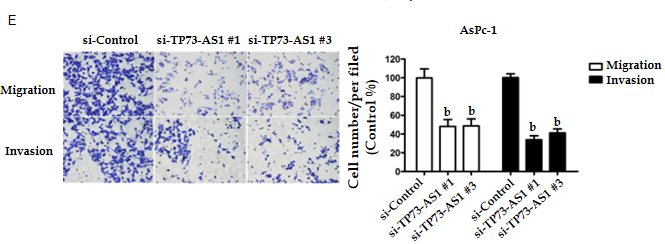 E
si-Control si-TP73-AS1 #1 si-TP73-AS1 #3
Migration
Invasion
AsPc-1
Cell number/per filed
(Control %)
120
100
80
60
40
20
0
b b b b
Migration
Invasion
si-Control
si-TP73-AS1 #1
si-TP73-AS1 #3
si-Control
si-TP73-AS1 #1
si-TP73-AS1 #3